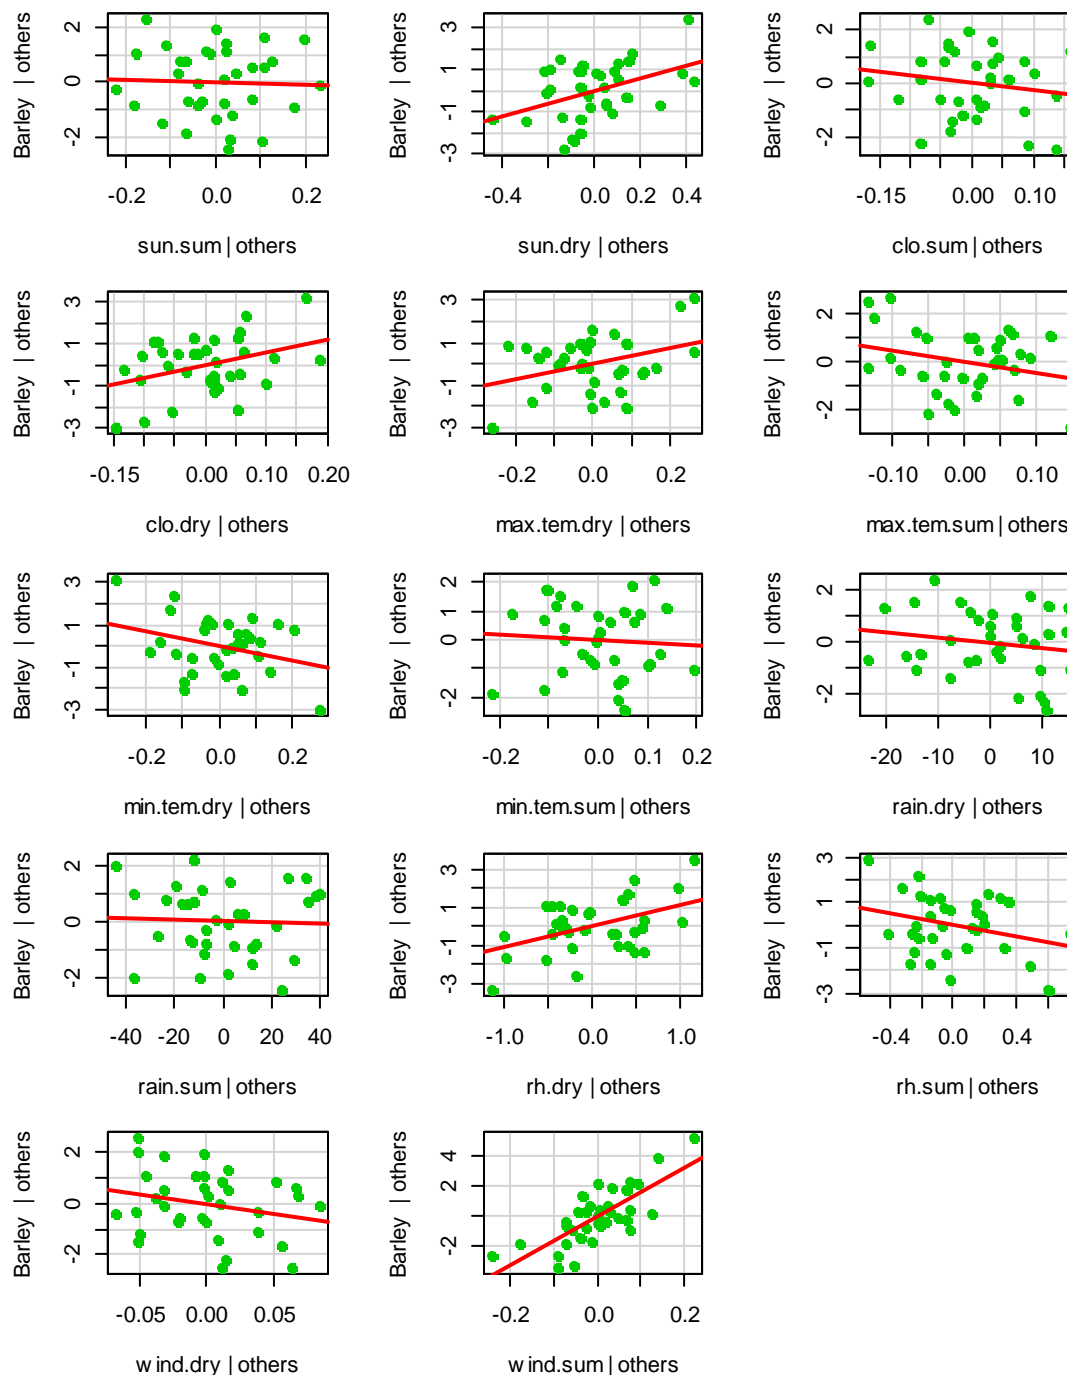 Barley | others
2
0
-2
-0.2 0.0 0.2
sun.sum | others
Barley | others
3
1
-1
-3
-0.4 0.0 0.2 0.4
sun.dry | others
Barley | others
2
0
-2
-0.15 0.00 0.10
clo.sum | others
Barley | others
3
1
-1
-3
-0.15 0.00 0.10 0.20
clo.dry | others
Barley | others
3
1
-1
-3
-0.2 0.0 0.2
max.tem.dry | others
Barley | others
2
0
-2
-0.10 0.00 0.10
max.tem.sum | others
Barley | others
3
1
-1
-3
-0.2 0.0 0.2
min.tem.dry | others
Barley | others
2
1
0
-2
-0.2 0.0 0.1 0.2
min.tem.sum | others
Barley | others
2
0
-2
-20 -10 0 10
rain.dry | others
Barley | others
2
0
-2
-40 -20 0 20 40
rain.sum | others
Barley | others
3
1
-1
-3
-1.0 0.0 1.0
rh.dry | others
Barley | others
3
1
-1
-3
-0.4 0.0 0.4
rh.sum | others
Barley | others
2
0
-2
-0.05 0.00 0.05
wind.dry | others
Barley | others
4
2
-2
-0.2 0.0 0.2
wind.sum | others